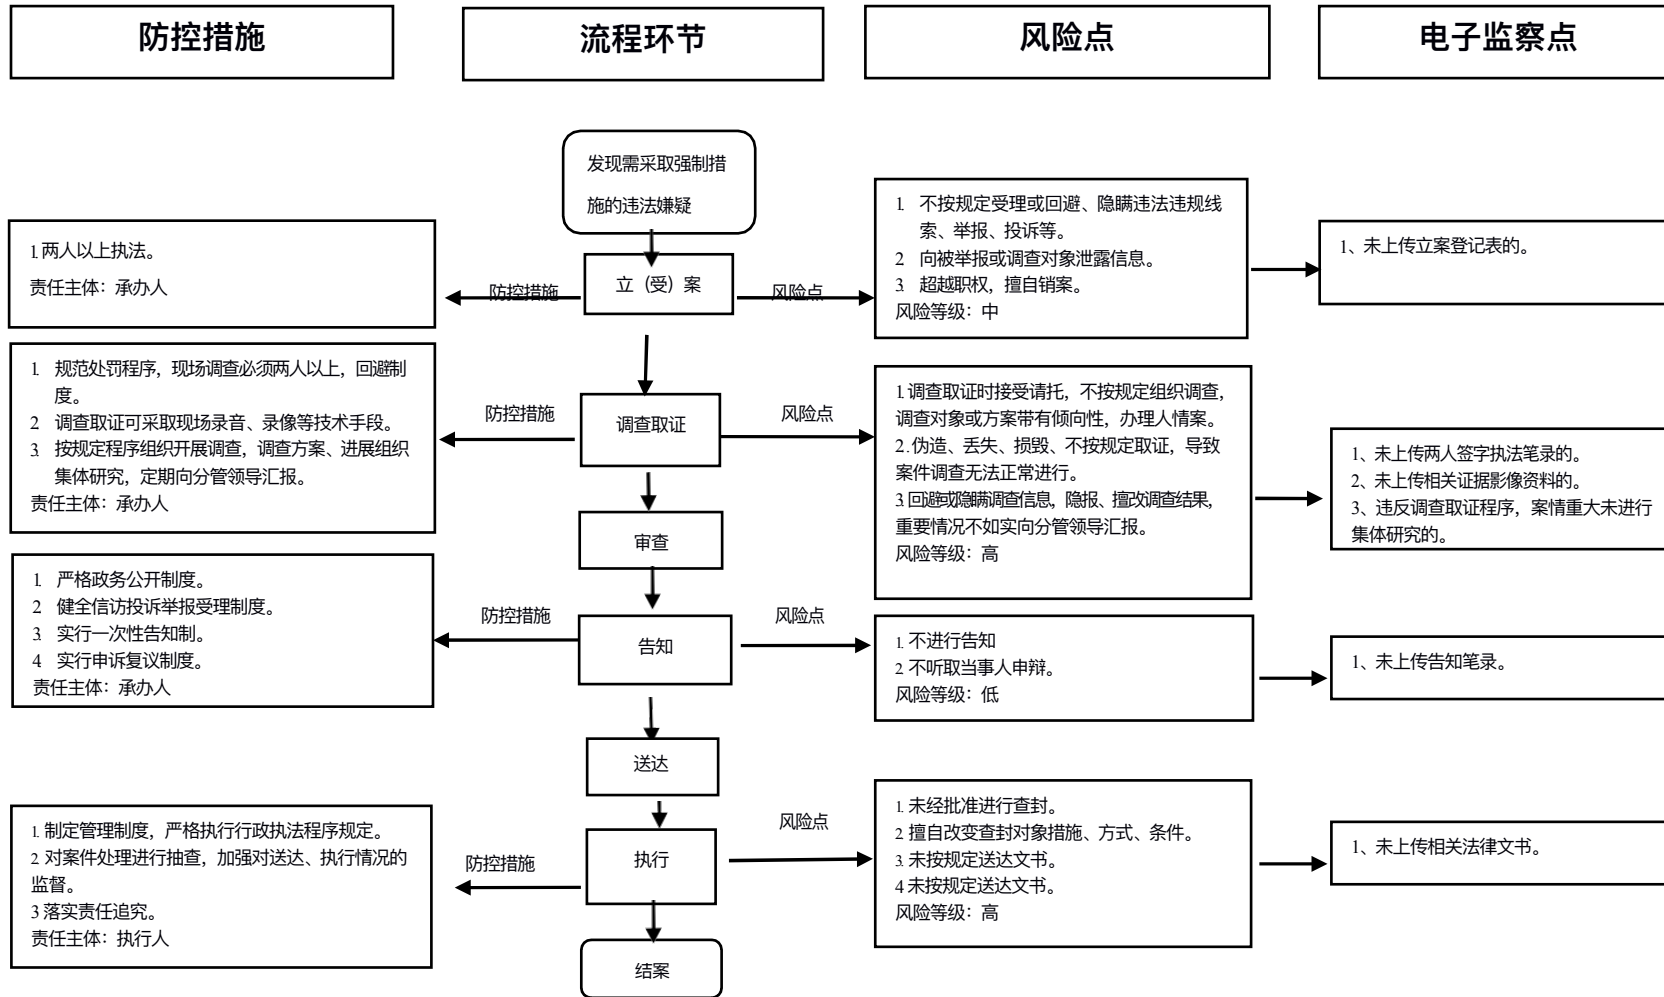 防控措施
流程环节
风险点
电子监察点
发现需采取强制措
施的违法嫌疑
1.两人以上执法。
责任主体：承办人
防控措施
立（受）案
风险点
1. 不按规定受理或回避、隐瞒违法违规线
索、举报、投诉等。
2. 向被举报或调查对象泄露信息。
3. 超越职权，擅自销案。
风险等级：中
1、未上传立案登记表的。
1. 规范处罚程序，现场调查必须两人以上，回避制
度。
2. 调查取证可采取现场录音、录像等技术手段。
3. 按规定程序组织开展调查，调查方案、进展组织
集体研究，定期向分管领导汇报。
责任主体：承办人
防控措施
调查取证
风险点
1.调查取证时接受请托，不按规定组织调查，
调查对象或方案带有倾向性，办理人情案。
2.伪造、丢失、损毁、不按规定取证，导致
案件调查无法正常进行。
3.回避或隐瞒调查信息，隐报、擅改调查结果，
重要情况不如实向分管领导汇报。
风险等级：高
1、未上传两人签字执法笔录的。
2、未上传相关证据影像资料的。
3、违反调查取证程序，案情重大未进行
集体研究的。
审查
1. 严格政务公开制度。
2. 健全信访投诉举报受理制度。
3. 实行一次性告知制。
4. 实行申诉复议制度。
责任主体：承办人
防控措施
告知
风险点
1.不进行告知
2.不听取当事人申辩。
风险等级：低
1、未上传告知笔录。
送达
1.制定管理制度，严格执行行政执法程序规定。
2.对案件处理进行抽查，加强对送达、执行情况的
监督。
3落实责任追究。
责任主体：执行人
防控措施
执行
风险点
1.未经批准进行查封。
2.擅自改变查封对象措施、方式、条件。
3.未按规定送达文书。
4未按规定送达文书。
风险等级：高
1、未上传相关法律文书。
结案